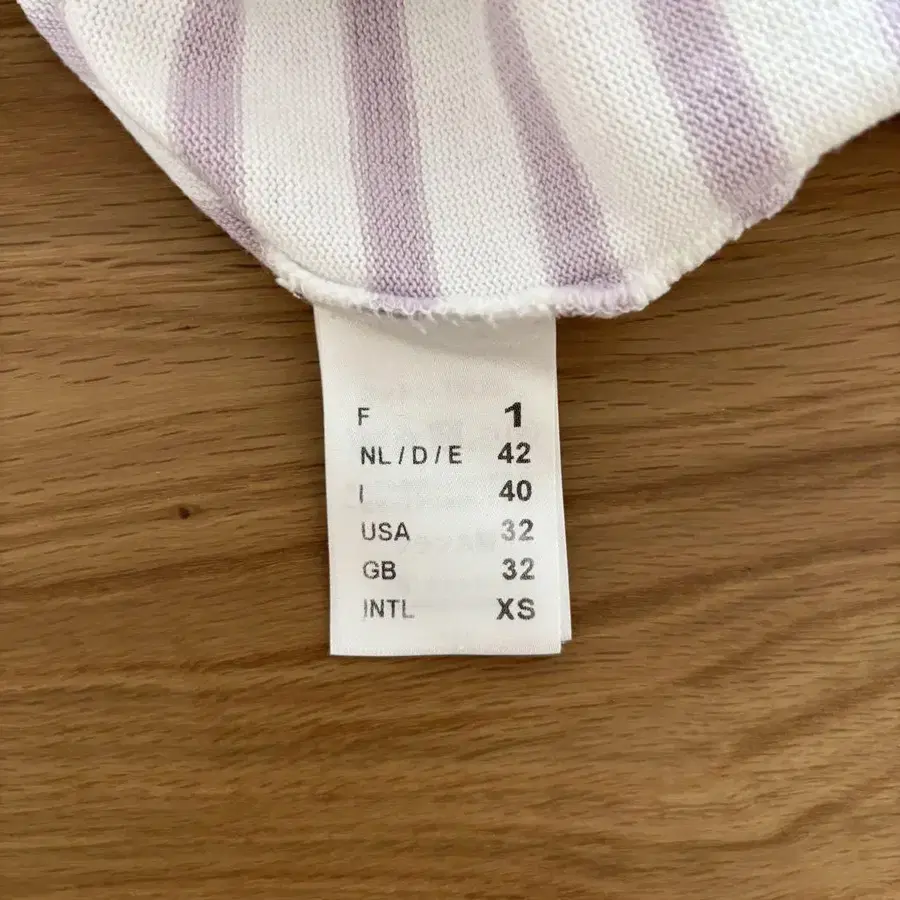 F 1
NL / D / E 42
I 40
USA 32
GB 32
INTL XS